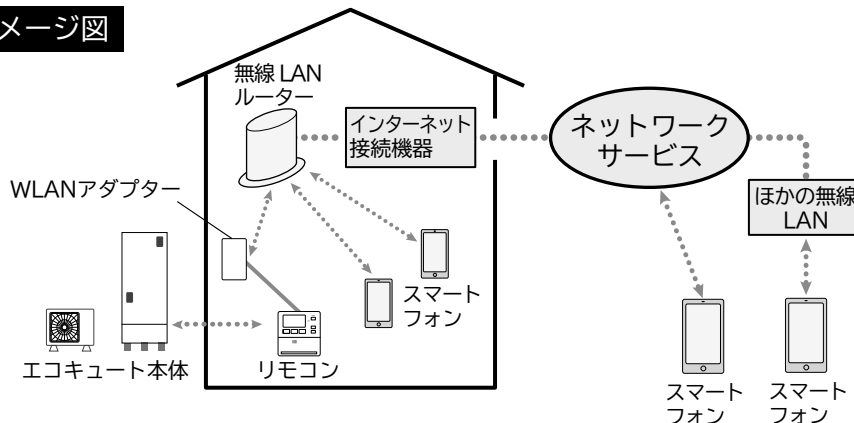 メージ図
無線 LAN
ルーター
インターネット
接続機器
ネットワーク
サービス
WLANアダプター
ほかの無線
LAN
スマート
フォン
エコキュート本体
リモコン
スマート
フォン
スマート
フォン